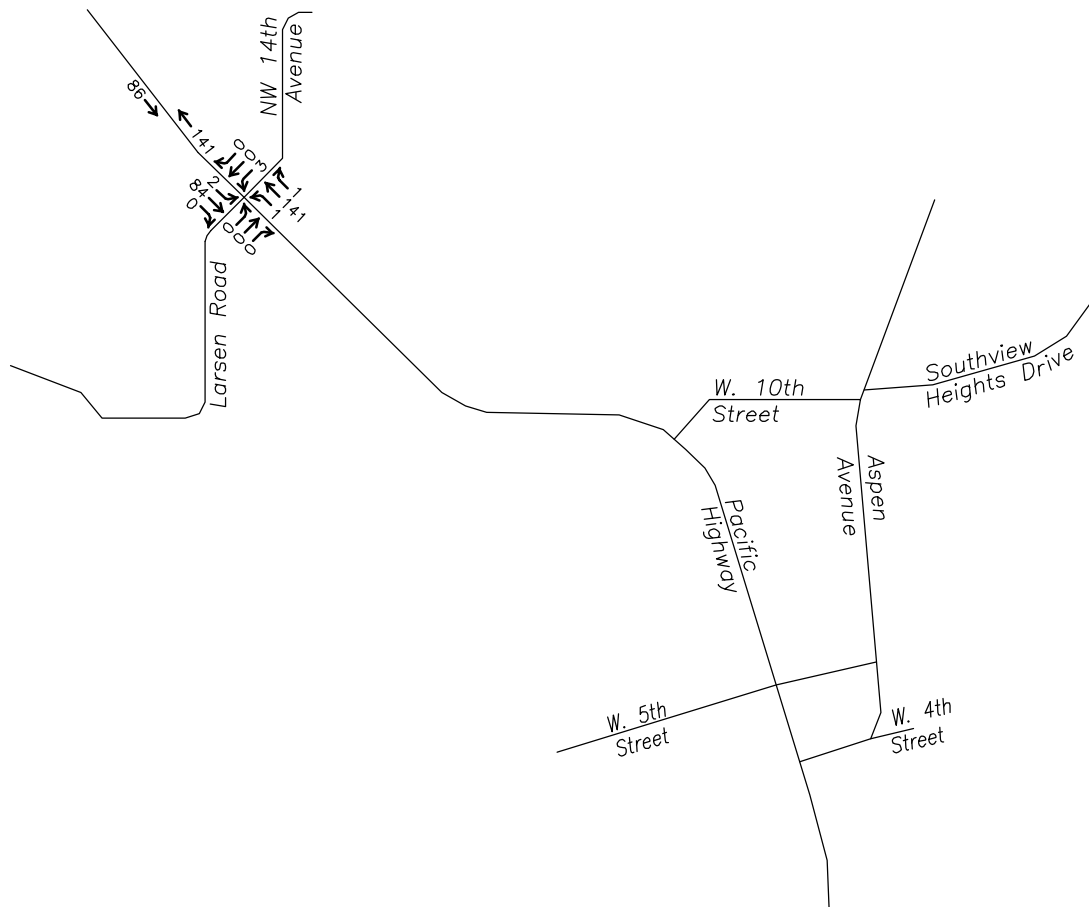 NW 14th
Avenue
86
141
0
0
3
2
84
0
1
141
1
0
0
0
Larsen Road
W. 10th
Street
Southview
Heights Drive
Aspen
Avenue
Pacific
Highway
W. 5th
Street
W. 4th
Street